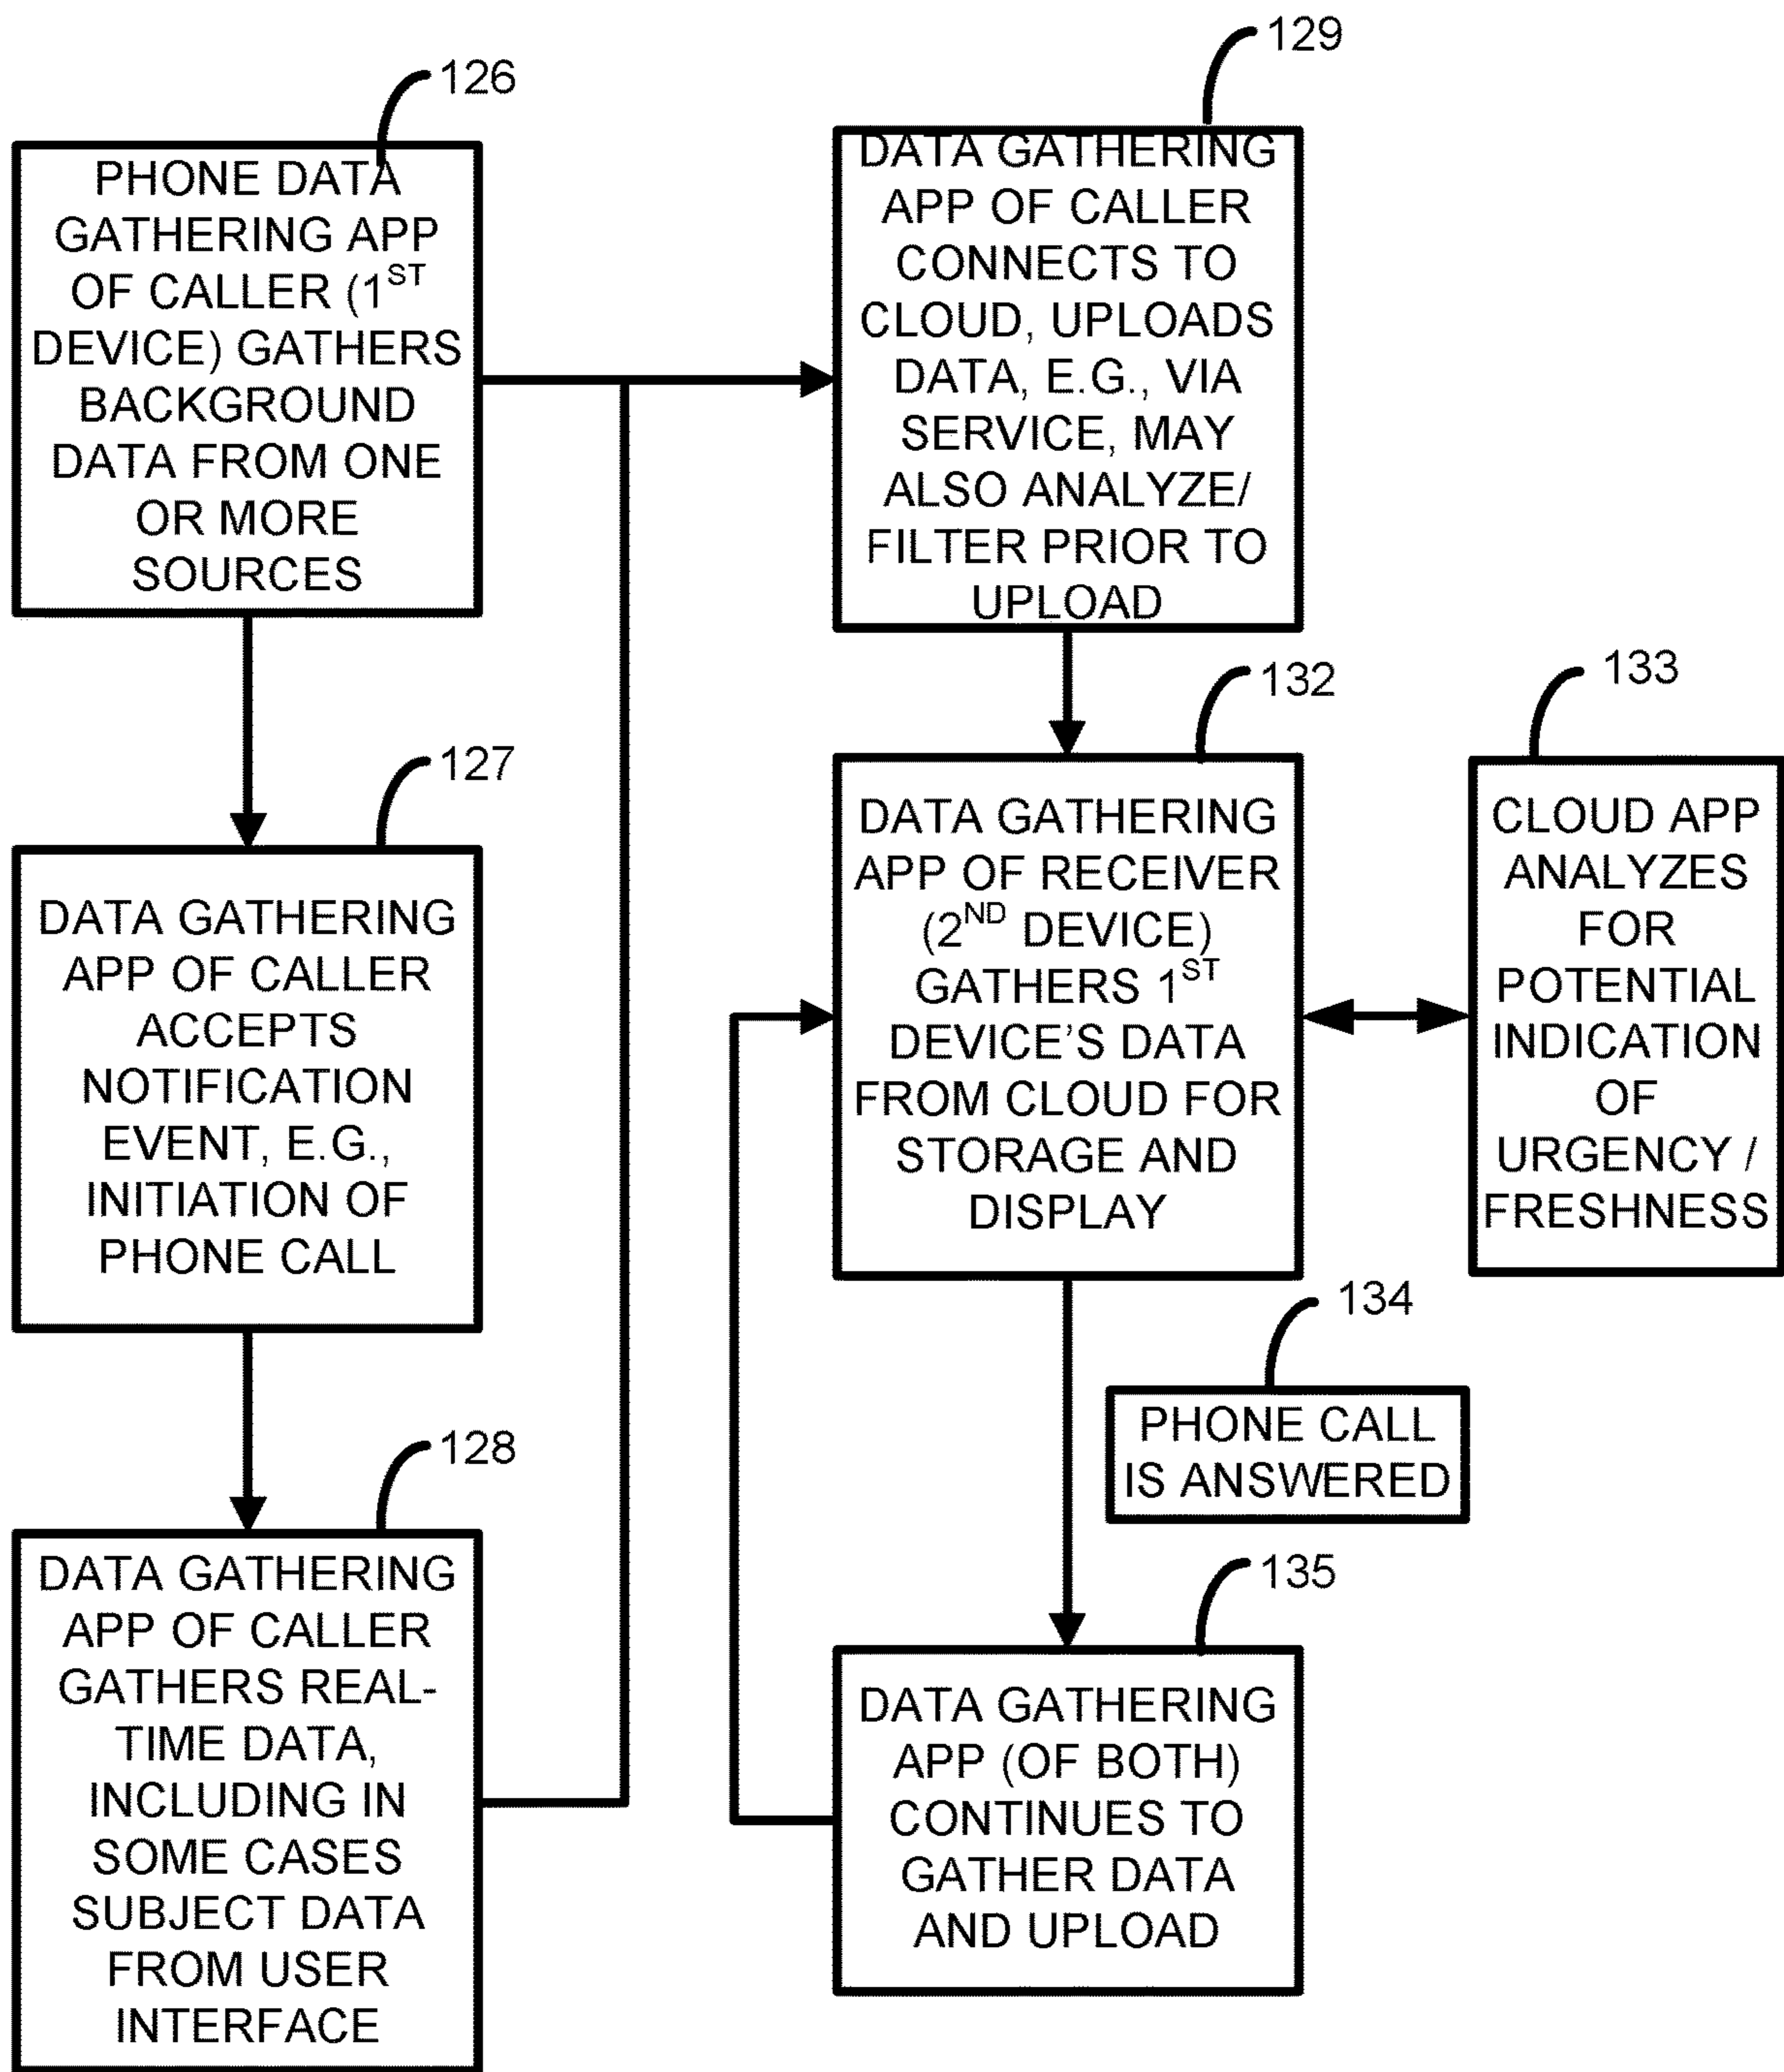 126
PHONE DATA
GATHERING APP
OF CALLER (1ST
DEVICE) GATHERS
BACKGROUND
DATA FROM ONE
OR MORE
SOURCES
127
DATA GATHERING
APP OF CALLER
ACCEPTS
NOTIFICATION
EVENT, E.G.,
INITIATION OF
PHONE CALL
128
DATA GATHERING
APP OF CALLER
GATHERS REAL-
TIME DATA,
INCLUDING IN
SOME CASES
SUBJECT DATA
FROM USER
INTERFACE
129
DATA GATHERING
APP OF CALLER
CONNECTS TO
CLOUD, UPLOADS
DATA, E.G., VIA
SERVICE, MAY
ALSO ANALYZE/
FILTER PRIOR TO
UPLOAD
132
DATA GATHERING
APP OF RECEIVER
(2ND DEVICE)
GATHERS 1ST
DEVICE'S DATA
FROM CLOUD FOR
STORAGE AND
DISPLAY
133
CLOUD APP
ANALYZES
FOR
POTENTIAL
INDICATION
OF
URGENCY /
FRESHNESS
134
PHONE CALL
IS ANSWERED
135
DATA GATHERING
APP (OF BOTH)
CONTINUES TO
GATHER DATA
AND UPLOAD